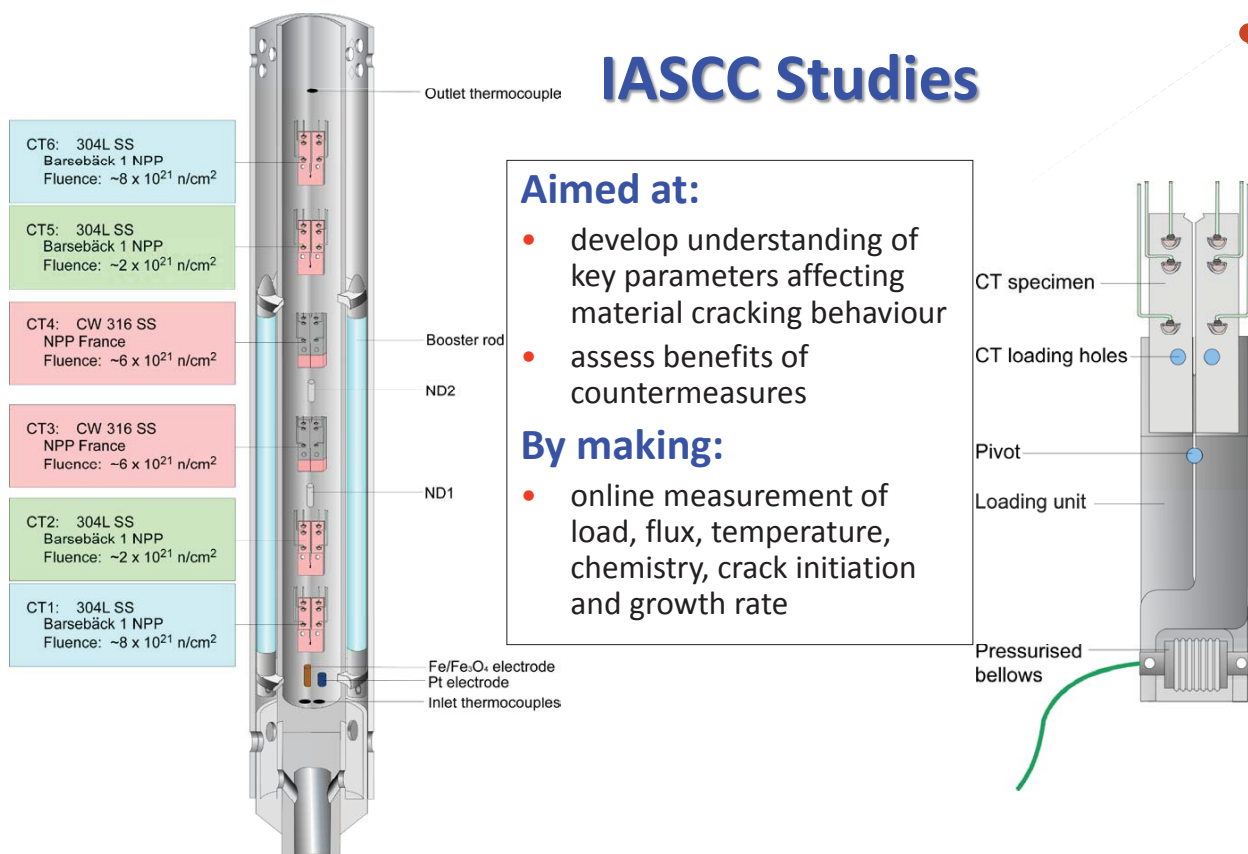 IASCC Studies
Outlet thermocouple
CT6: 304L SS
Barsebäck 1 NPP
Fluence: ~8 x 10²¹ n/cm²
CT5: 304L SS
Barsebäck 1 NPP
Fluence: ~2 x 10²¹ n/cm²
CT4: CW 316 SS
NPP France
Fluence: ~6 x 10²¹ n/cm²
CT3: CW 316 SS
NPP France
Fluence: ~6 x 10²¹ n/cm²
CT2: 304L SS
Barsebäck 1 NPP
Fluence: ~2 x 10²¹ n/cm²
CT1: 304L SS
Barsebäck 1 NPP
Fluence: ~8 x 10²¹ n/cm²
Booster rod
ND2
ND1
Fe/Fe₃O₄ electrode
Pt electrode
Inlet thermocouples
Aimed at:
• develop understanding of
key parameters affecting
material cracking behaviour
• assess benefits of
countermeasures
By making:
• online measurement of
load, flux, temperature,
chemistry, crack initiation
and growth rate
CT specimen
CT loading holes
Pivot
Loading unit
Pressurised
bellows